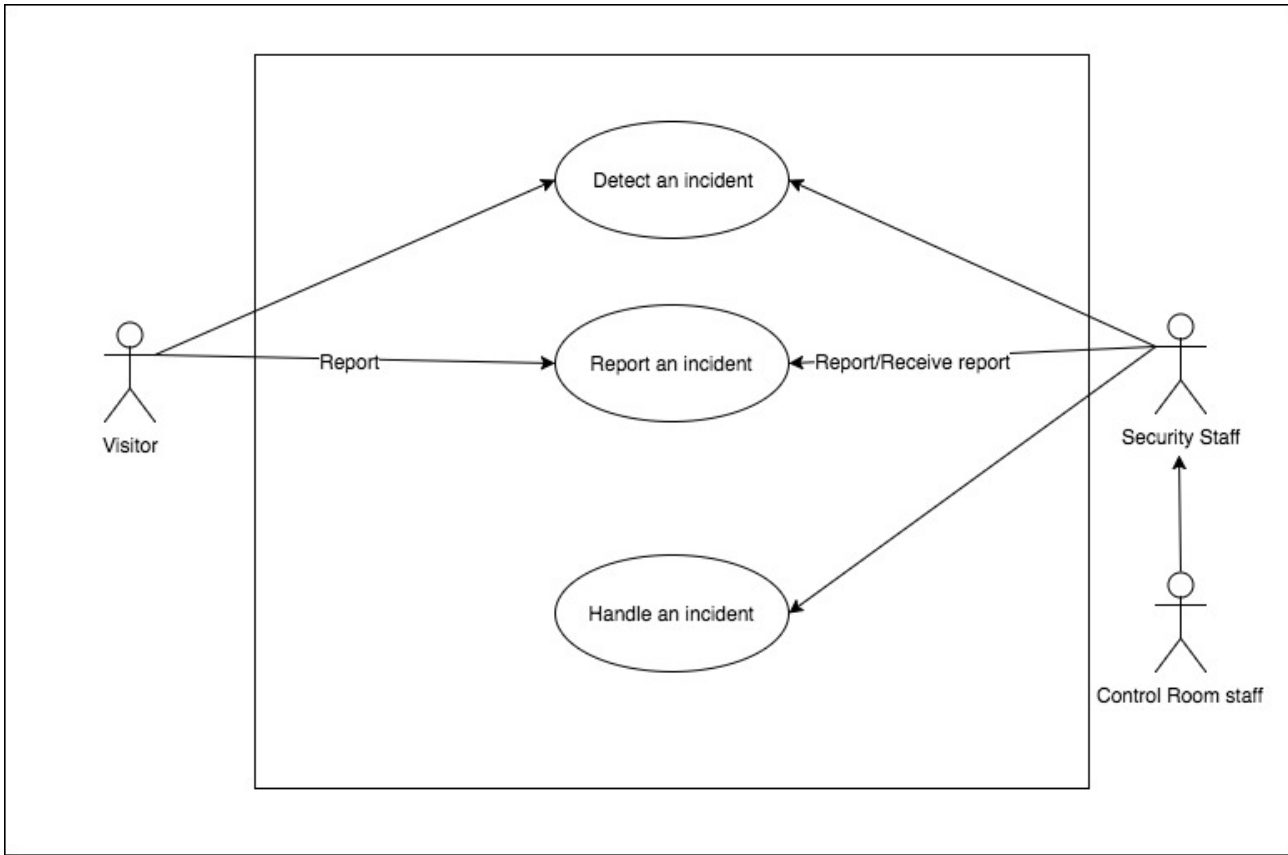 Detect an incident
Report
Report an incident
Report/Receive report
Visitor
Security Staff
Handle an incident
Control Room staff